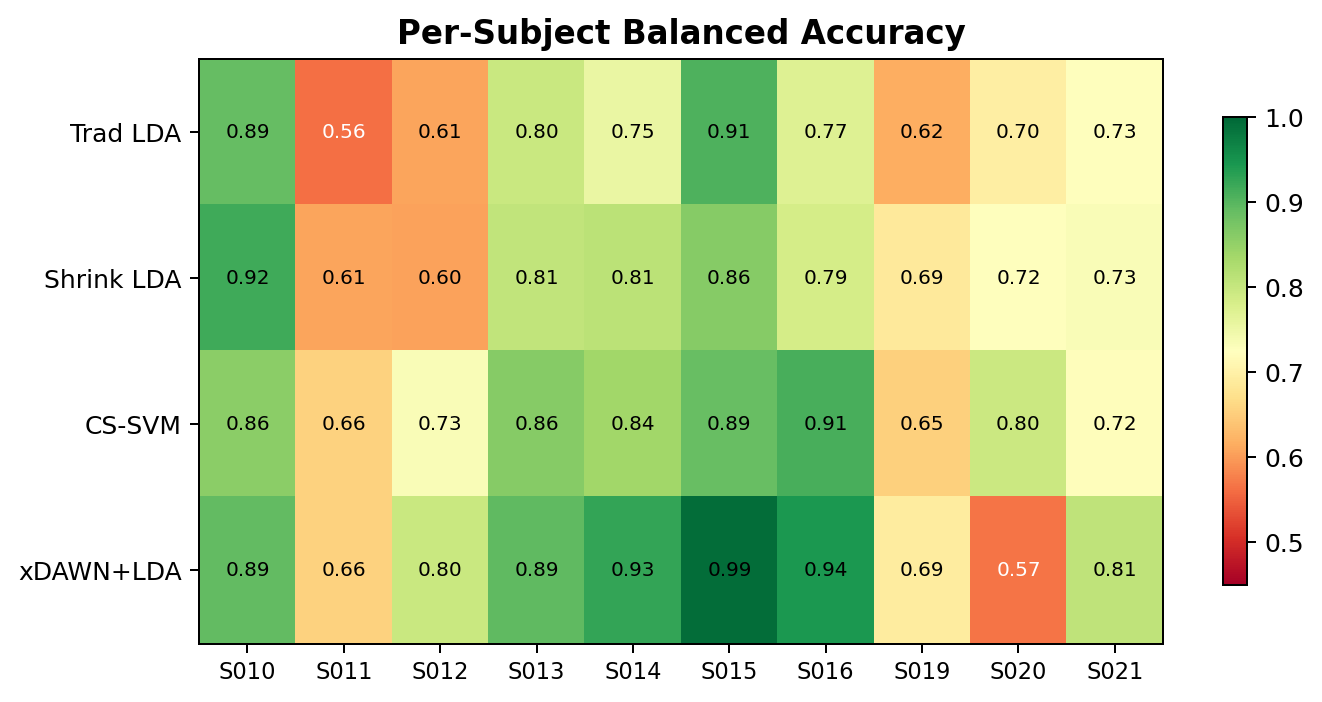 Per-Subject Balanced Accuracy
Trad LDA 0.89 0.56 0.61 0.80 0.75 0.91 0.77 0.62 0.70 0.73
Shrink LDA 0.92 0.61 0.60 0.81 0.81 0.86 0.79 0.69 0.72 0.73
CS-SVM 0.86 0.66 0.73 0.86 0.84 0.89 0.91 0.65 0.80 0.72
xDAWN+LDA 0.89 0.66 0.80 0.89 0.93 0.99 0.94 0.69 0.57 0.81
S010 S011 S012 S013 S014 S015 S016 S019 S020 S021
1.0
0.9
0.8
0.7
0.6
0.5